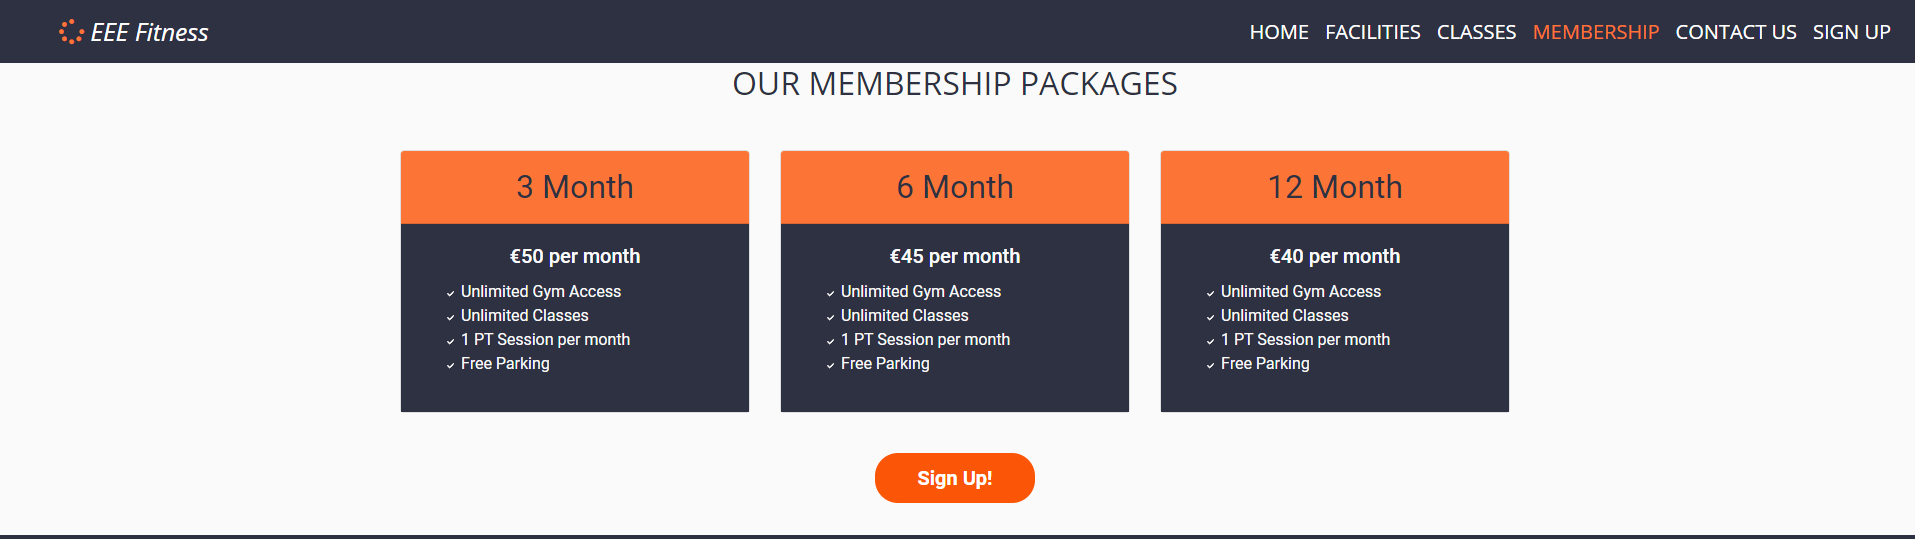 EEE Fitness
HOME FACILITIES CLASSES MEMBERSHIP CONTACT US SIGN UP
OUR MEMBERSHIP PACKAGES
3 Month
€50 per month
Unlimited Gym Access
Unlimited Classes
1 PT Session per month
Free Parking
6 Month
€45 per month
Unlimited Gym Access
Unlimited Classes
1 PT Session per month
Free Parking
12 Month
€40 per month
Unlimited Gym Access
Unlimited Classes
1 PT Session per month
Free Parking
Sign Up!